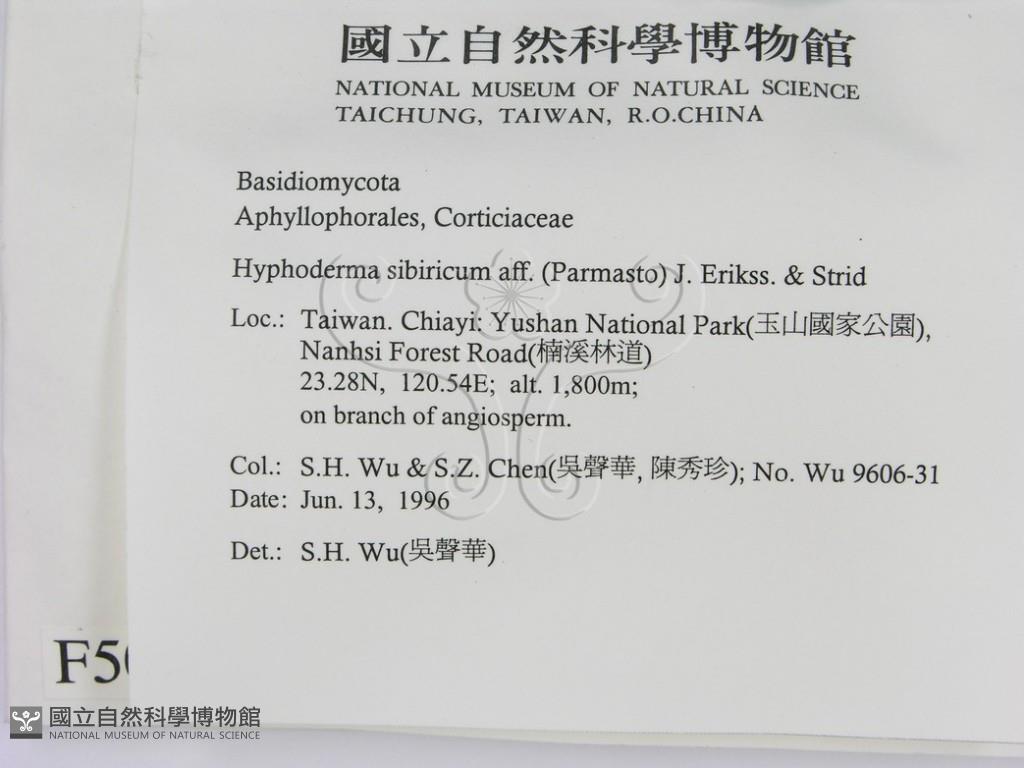 國立自然科學博物館
NATIONAL MUSEUM OF NATURAL SCIENCE
TAICHUNG, TAIWAN, R.O.CHINA
Basidiomycota
Aphyllophorales, Corticiaceae
Hyphoderma sibiricum aff. (Parmasto) J. Erikss. & Strid
Loc.: Taiwan. Chiayi: Yushan National Park(玉山國家公園),
Nanhsi Forest Road(楠溪林道)
23.28N, 120.54E; alt. 1,800m;
on branch of angiosperm.
Col.: S.H. Wu & S.Z. Chen(吳聲華, 陳秀珍); No. Wu 9606-31
Date: Jun. 13, 1996
Det.: S.H. Wu(吳聲華)
國立自然科學博物館
NATIONAL MUSEUM OF NATURAL SCIENCE